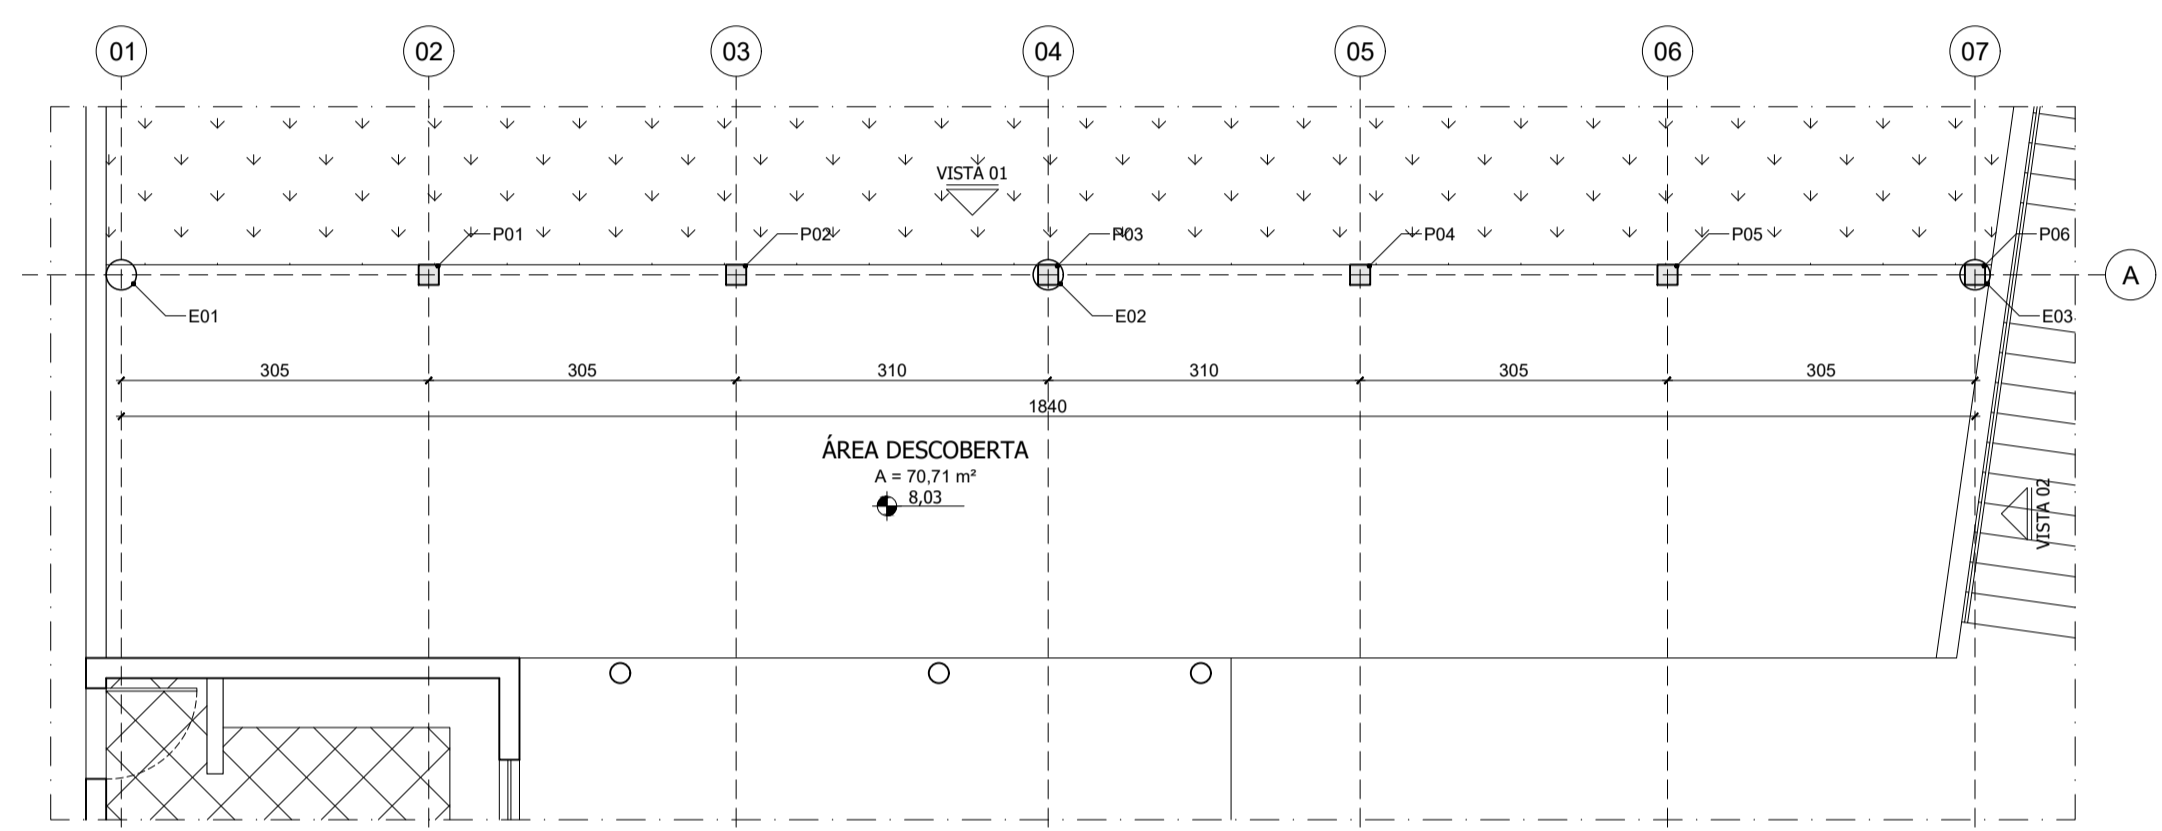 01
02
03
04
05
06
07
VISTA 01
P01
P02
P03
P04
P05
P06
A
E01
E02
E03
305
305
310
310
305
305
1840
ÁREA DESCOBERTA
A = 70,71 m²
8,03
VISTA 02